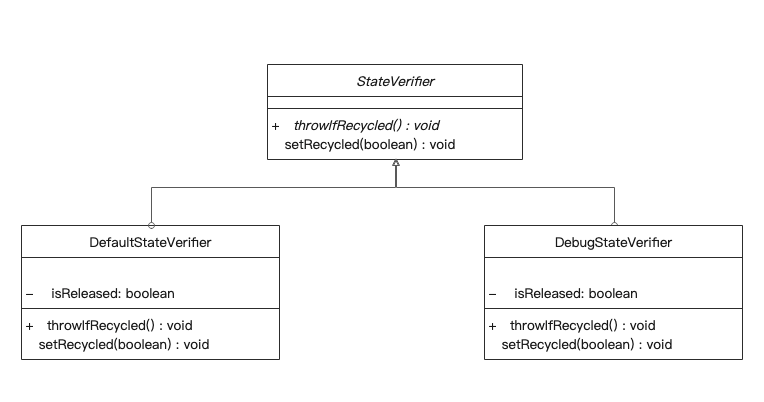 StateVerifier
+ throwIfRecycled() : void
setRecycled(boolean) : void
DefaultStateVerifier
− isReleased: boolean
+ throwIfRecycled() : void
setRecycled(boolean) : void
DebugStateVerifier
− isReleased: boolean
+ throwIfRecycled() : void
setRecycled(boolean) : void